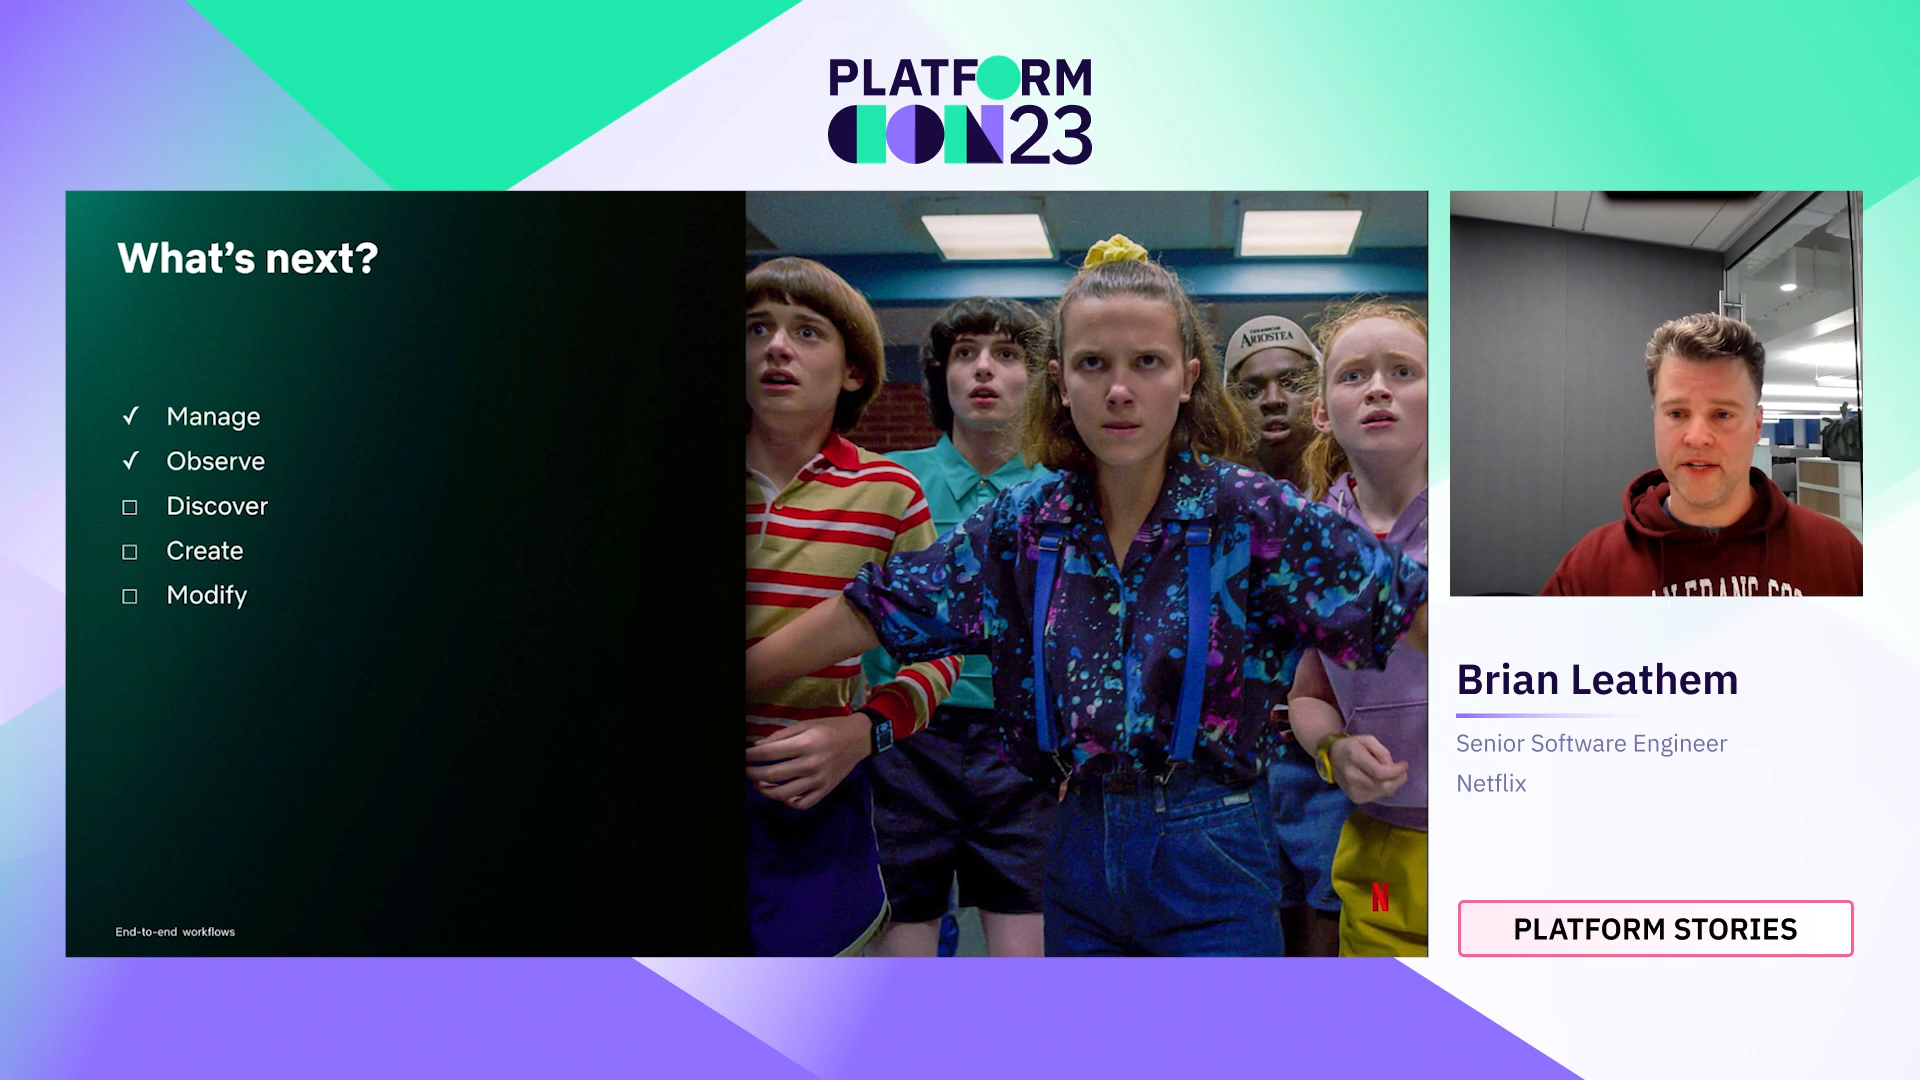 PLATFORM
CON23
What's next?
✓ Manage
✓ Observe
☐ Discover
☐ Create
☐ Modify
End-to-end workflows
CERAMICHE
ARIOSTEA
N
Brian Leathem
Senior Software Engineer
Netflix
PLATFORM STORIES